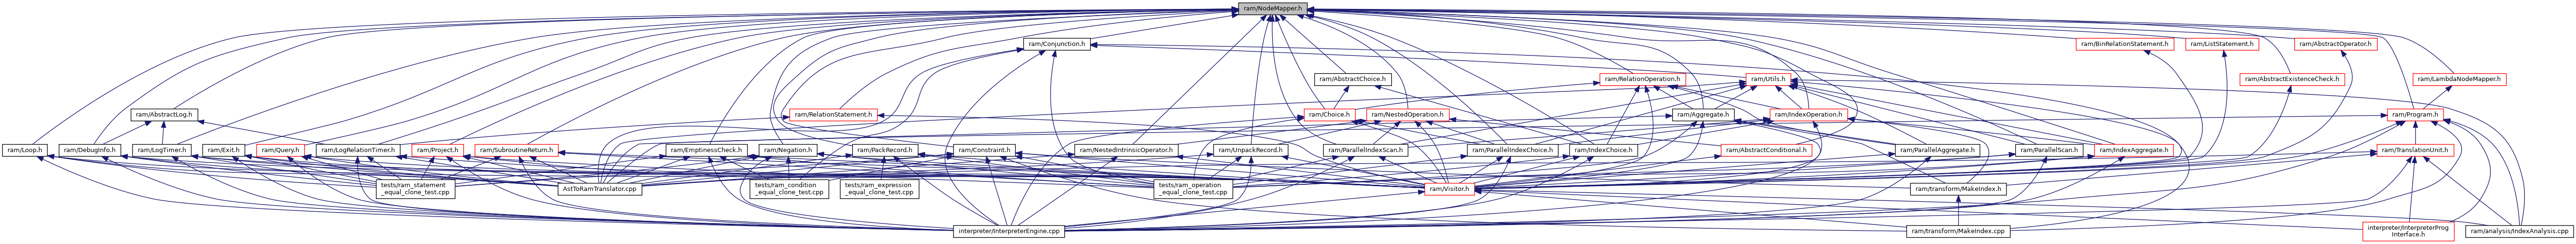 ram/NodeMapper.h
ram/Conjunction.h
ram/BinRelationStatement.h
ram/ListStatement.h
ram/AbstractOperator.h
ram/AbstractChoice.h
ram/RelationOperation.h
ram/Utils.h
ram/AbstractExistenceCheck.h
ram/LambdaNodeMapper.h
ram/AbstractLog.h
ram/RelationStatement.h
ram/Choice.h
ram/NestedOperation.h
ram/Aggregate.h
ram/IndexOperation.h
ram/Program.h
ram/Loop.h
ram/DebugInfo.h
ram/LogTimer.h
ram/Exit.h
ram/Query.h
ram/LogRelationTimer.h
ram/Project.h
ram/SubroutineReturn.h
ram/EmptinessCheck.h
ram/Negation.h
ram/PackRecord.h
ram/Constraint.h
ram/NestedIntrinsicOperator.h
ram/UnpackRecord.h
ram/ParallelIndexScan.h
ram/ParallelIndexChoice.h
ram/IndexChoice.h
ram/AbstractConditional.h
ram/ParallelAggregate.h
ram/ParallelScan.h
ram/IndexAggregate.h
ram/TranslationUnit.h
tests/ram_statement
_equal_clone_test.cpp
AstToRamTranslator.cpp
tests/ram_condition
_equal_clone_test.cpp
tests/ram_expression
_equal_clone_test.cpp
tests/ram_operation
_equal_clone_test.cpp
ram/Visitor.h
ram/transform/MakeIndex.h
interpreter/InterpreterEngine.cpp
ram/transform/MakeIndex.cpp
interpreter/InterpreterProg
Interface.h
ram/analysis/IndexAnalysis.cpp